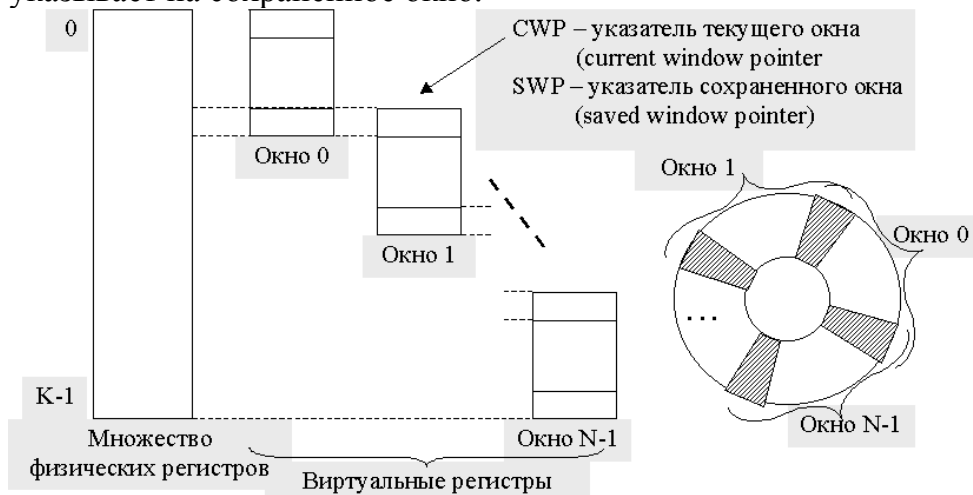 указывает на сохраненное окно.
0
CWP – указатель текущего окна
(current window pointer
SWP – указатель сохраненного окна
(saved window pointer)
Окно 0
Окно 1
Окно 1
Окно 0
...
K-1
Окно N-1
Окно N-1
Множество
физических регистров
Виртуальные регистры